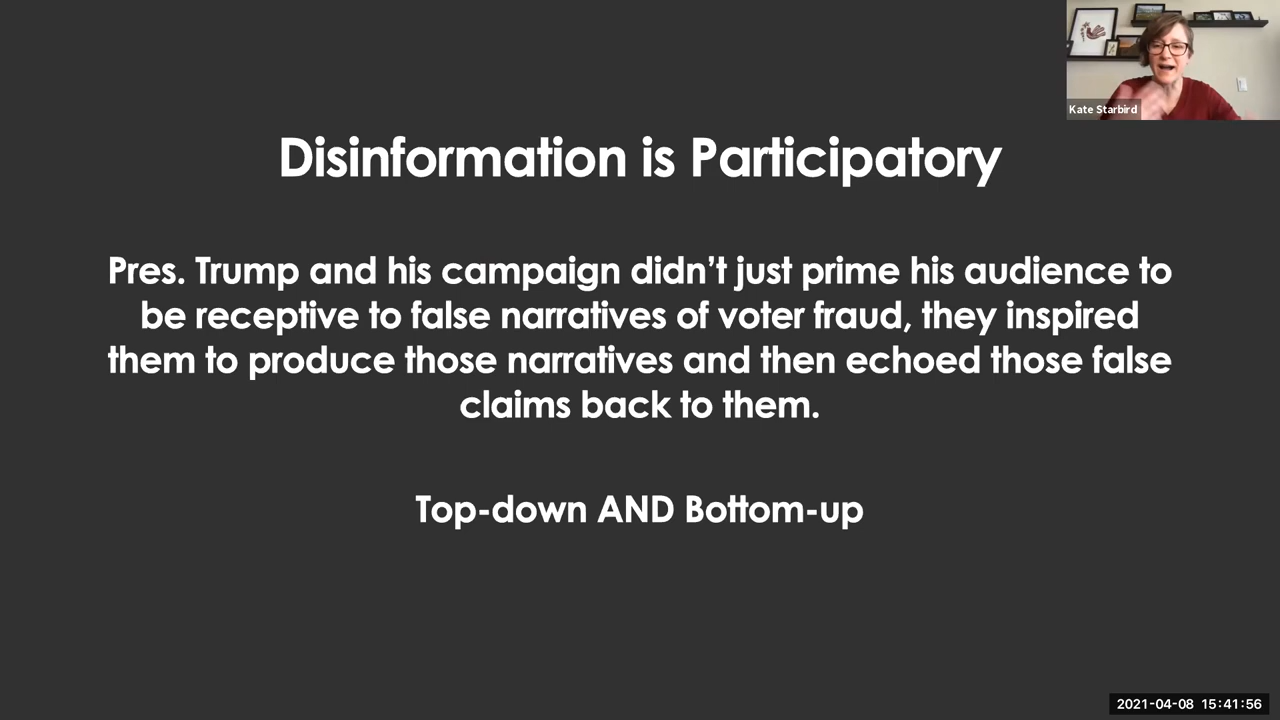 Kate Starbird
Disinformation is Participatory
Pres. Trump and his campaign didn’t just prime his audience to
be receptive to false narratives of voter fraud, they inspired
them to produce those narratives and then echoed those false
claims back to them.
Top-down AND Bottom-up
2021-04-08 15:41:56